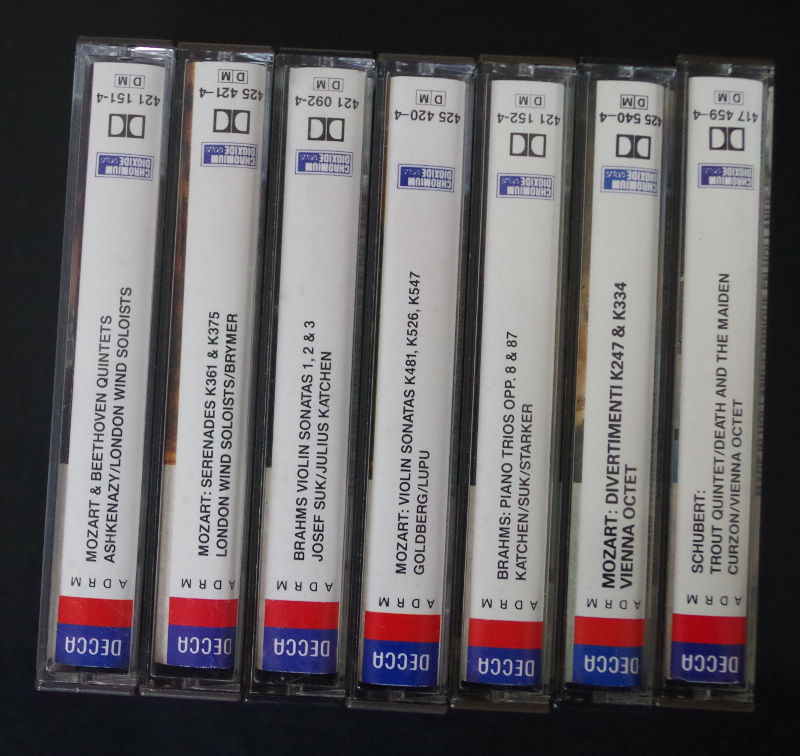 421 151-4
DM
CHROMIUM
DIOXIDE
MOZART & BEETHOVEN QUINTETS
ASHKENAZY/LONDON WIND SOLOISTS
ADRM
DECCA
425 421-4
DM
CHROMIUM
DIOXIDE
MOZART: SERENADES K361 & K375
LONDON WIND SOLOISTS/BRYMER
ADRM
DECCA
421 092-4
DM
CHROMIUM
DIOXIDE
BRAHMS VIOLIN SONATAS 1, 2 & 3
JOSEF SUK/JULIUS KATCHEN
ADRM
DECCA
425 420-4
DM
CHROMIUM
DIOXIDE
MOZART: VIOLIN SONATAS K481, K526, K547
GOLDBERG/LUPU
ADRM
DECCA
421 152-4
DM
CHROMIUM
DIOXIDE
BRAHMS: PIANO TRIOS OPP. 8 & 87
KATCHEN/SUK/STARKER
ADRM
DECCA
425 540-4
DM
CHROMIUM
DIOXIDE
MOZART: DIVERTIMENTI K247 & K334
VIENNA OCTET
ADRM
DECCA
417 459-4
DM
CHROMIUM
DIOXIDE
SCHUBERT:
TROUT QUINTET/DEATH AND THE MAIDEN
CURZON/VIENNA OCTET
ADRM
DECCA